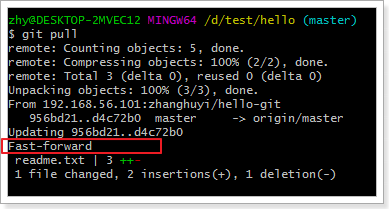 zhy@DESKTOP-2MVEC12 MINGW64 /d/test/hello (master)
$ git pull
remote: Counting objects: 5, done.
remote: Compressing objects: 100% (2/2), done.
remote: Total 3 (delta 0), reused 0 (delta 0)
Unpacking objects: 100% (3/3), done.
From 192.168.56.101:zhanghuyi/hello-git
956bd21..d4c72b0 master -> origin/master
Updating 956bd21..d4c72b0
Fast-forward
readme.txt | 3 ++-
1 file changed, 2 insertions(+), 1 deletion(-)